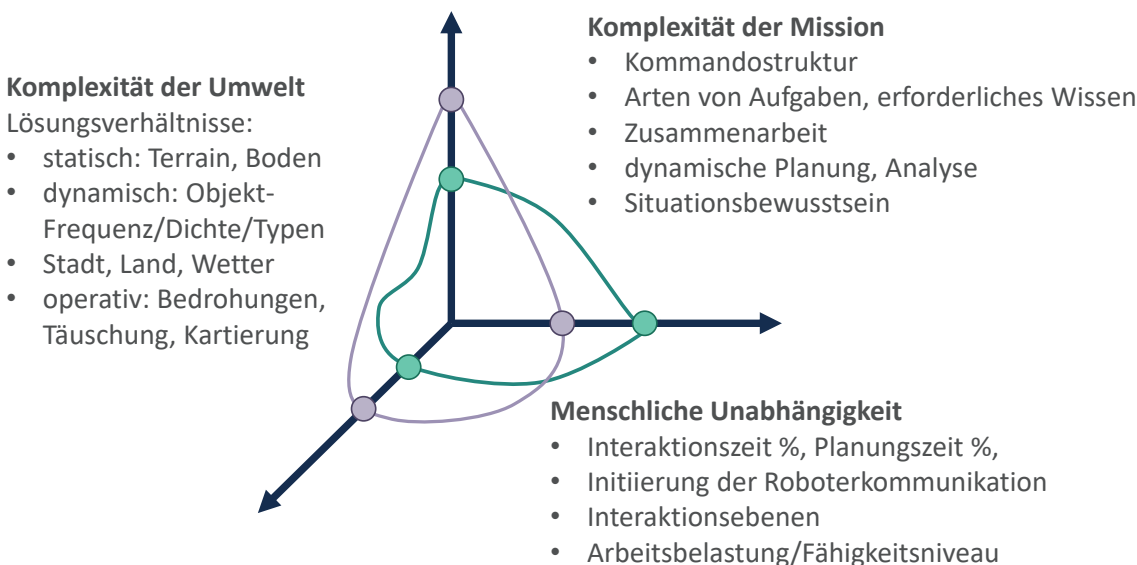 Komplexität der Umwelt
Lösungsverhältnisse:
• statisch: Terrain, Boden
• dynamisch: Objekt-
Frequenz/Dichte/Typen
• Stadt, Land, Wetter
• operativ: Bedrohungen,
Täuschung, Kartierung
Komplexität der Mission
• Kommandostruktur
• Arten von Aufgaben, erforderliches Wissen
• Zusammenarbeit
• dynamische Planung, Analyse
• Situationsbewusstsein
Menschliche Unabhängigkeit
• Interaktionszeit %, Planungszeit %,
• Initiierung der Roboterkommunikation
• Interaktionsebenen
• Arbeitsbelastung/Fähigkeitsniveau